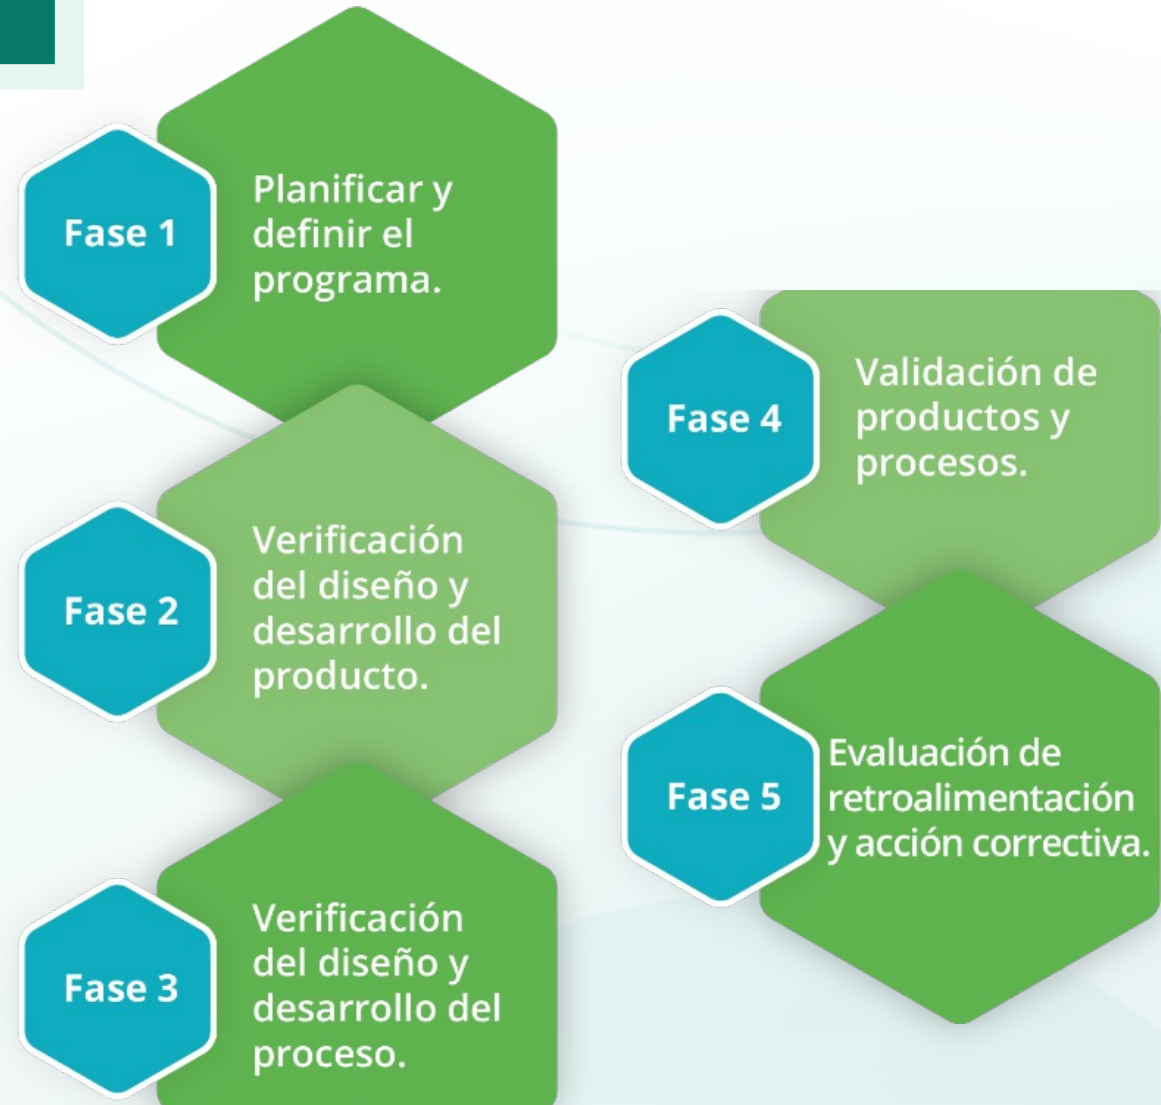 Fase 1
Planificar y
definir el
programa.
Fase 2
Verificación
del diseño y
desarrollo del
producto.
Fase 3
Verificación
del diseño y
desarrollo del
proceso.
Fase 4
Validación de
productos y
procesos.
Fase 5
Evaluación de
retroalimentación
y acción correctiva.